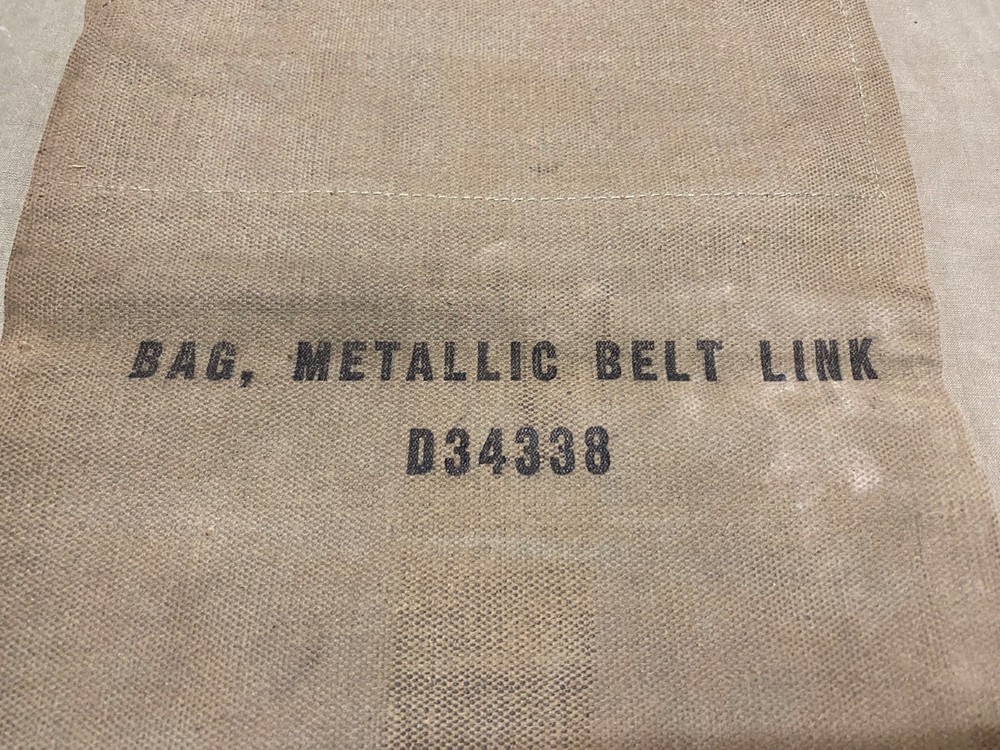 BAG, METALLIC BELT LINK
D34338